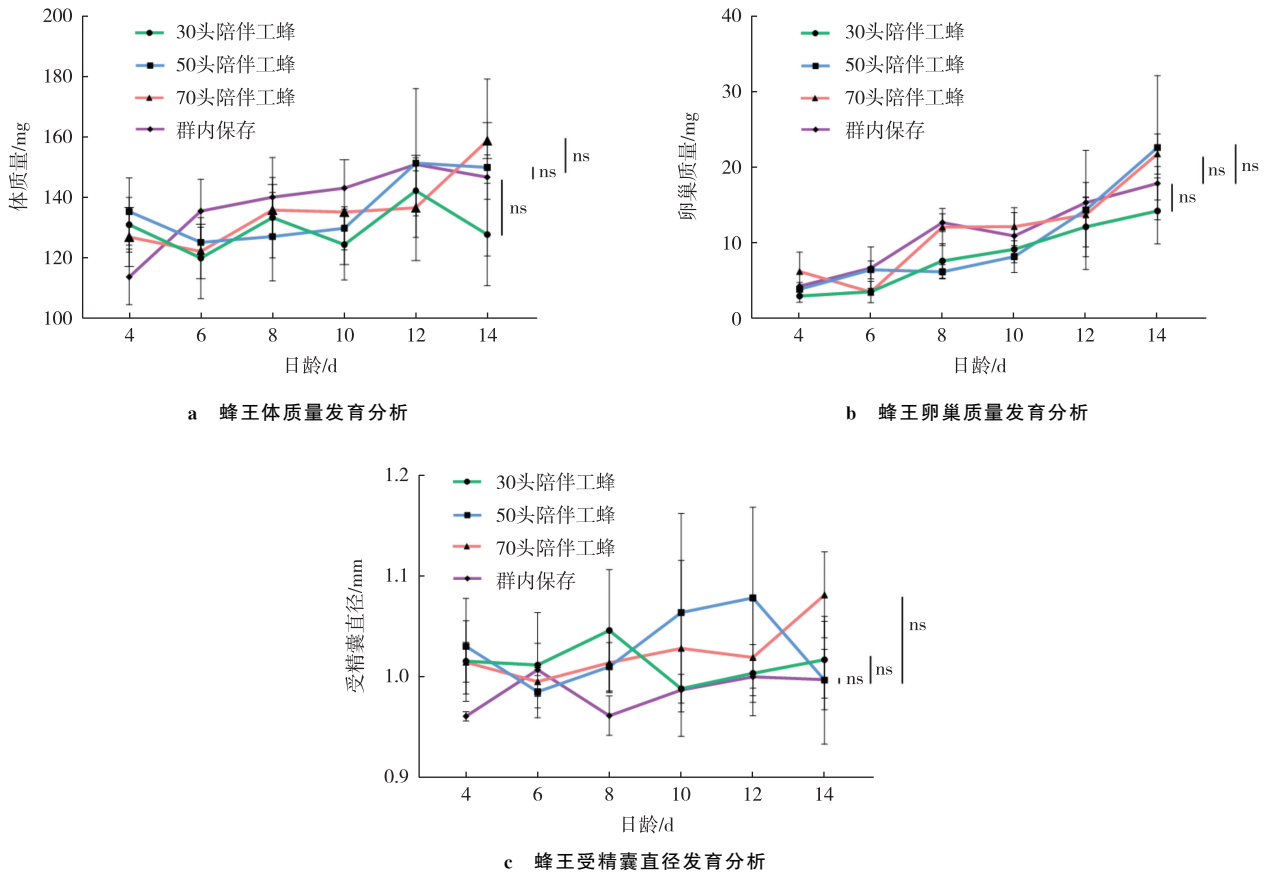 200
180
160
140
120
100
体质量/mg
30头陪伴工蜂
50头陪伴工蜂
70头陪伴工蜂
群内保存
ns
ns
ns
4 6 8 10 12 14
日龄/d
a 蜂王体质量发育分析
40
30
20
10
0
卵巢质量/mg
30头陪伴工蜂
50头陪伴工蜂
70头陪伴工蜂
群内保存
ns
ns
ns
4 6 8 10 12 14
日龄/d
b 蜂王卵巢质量发育分析
1.2
1.1
1.0
0.9
受精囊直径/mm
30头陪伴工蜂
50头陪伴工蜂
70头陪伴工蜂
群内保存
ns
ns
ns
4 6 8 10 12 14
日龄/d
c 蜂王受精囊直径发育分析